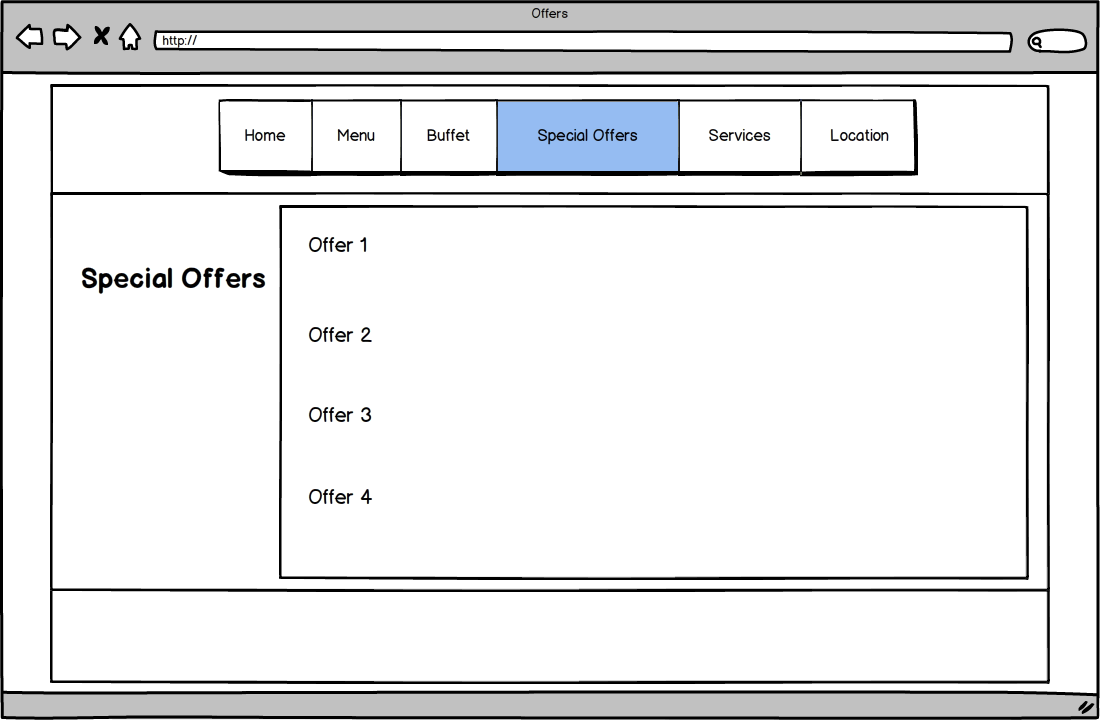 Offers
http://
Home Menu Buffet Special Offers Services Location
Special Offers
Offer 1
Offer 2
Offer 3
Offer 4